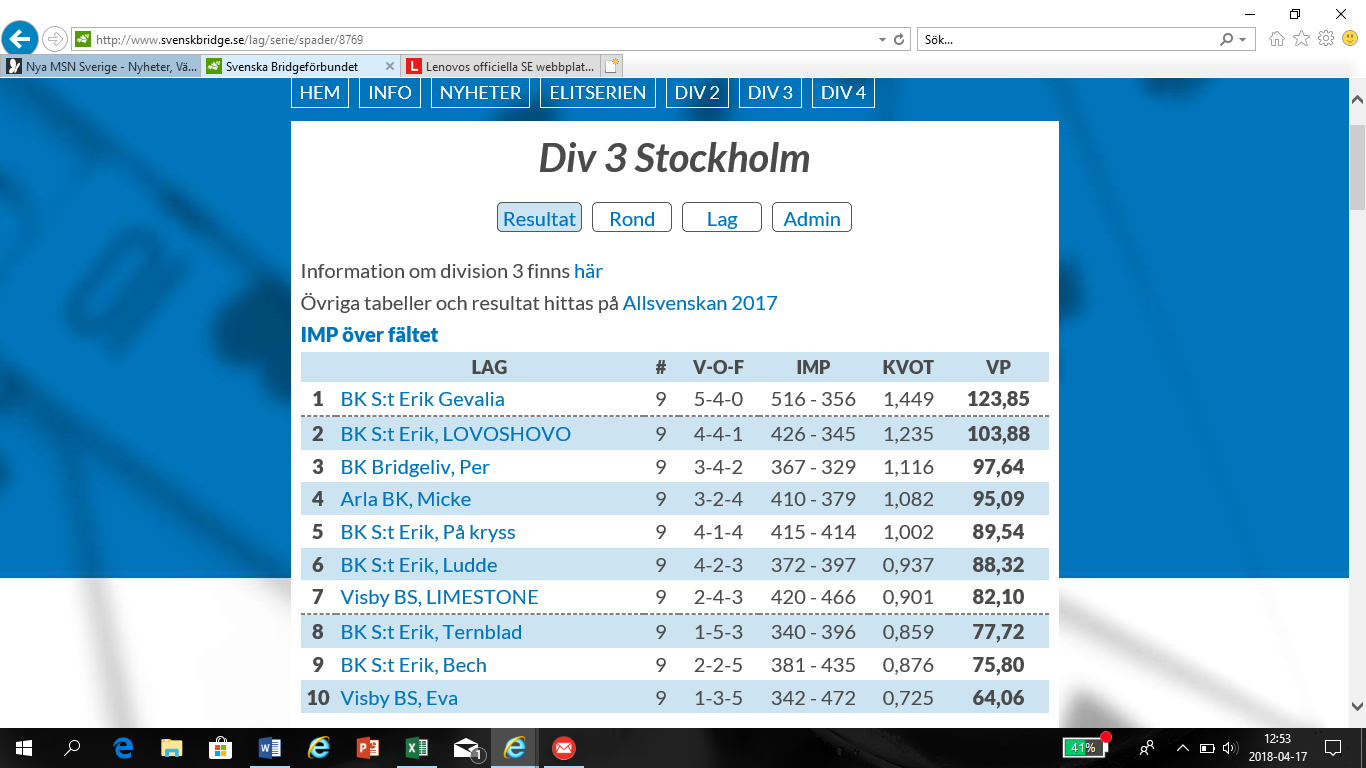 http://www.svenskbridge.se/lag/serie/spader/8769
Sök...
Nya MSN Sverige - Nyheter, Vä...
Svenska Bridgeförbundet
L Lenovos officiella SE webbplat...
HEM INFO NYHETER ELITSERIEN DIV 2 DIV 3 DIV 4
Div 3 Stockholm
Resultat Rond Lag Admin
Information om division 3 finns här
Övriga tabeller och resultat hittas på Allsvenskan 2017
IMP över fältet
LAG # V-O-F IMP KVOT VP
1 BK S:t Erik Gevalia 9 5-4-0 516 - 356 1,449 123,85
2 BK S:t Erik, LOVOSHOVO 9 4-4-1 426 - 345 1,235 103,88
3 BK Bridgeliv, Per 9 3-4-2 367 - 329 1,116 97,64
4 Arla BK, Micke 9 3-2-4 410 - 379 1,082 95,09
5 BK S:t Erik, På kryss 9 4-1-4 415 - 414 1,002 89,54
6 BK S:t Erik, Ludde 9 4-2-3 372 - 397 0,937 88,32
7 Visby BS, LIMESTONE 9 2-4-3 420 - 466 0,901 82,10
8 BK S:t Erik, Ternblad 9 1-5-3 340 - 396 0,859 77,72
9 BK S:t Erik, Bech 9 2-2-5 381 - 435 0,876 75,80
10 Visby BS, Eva 9 1-3-5 342 - 472 0,725 64,06
1
41%
12:53
2018-04-17